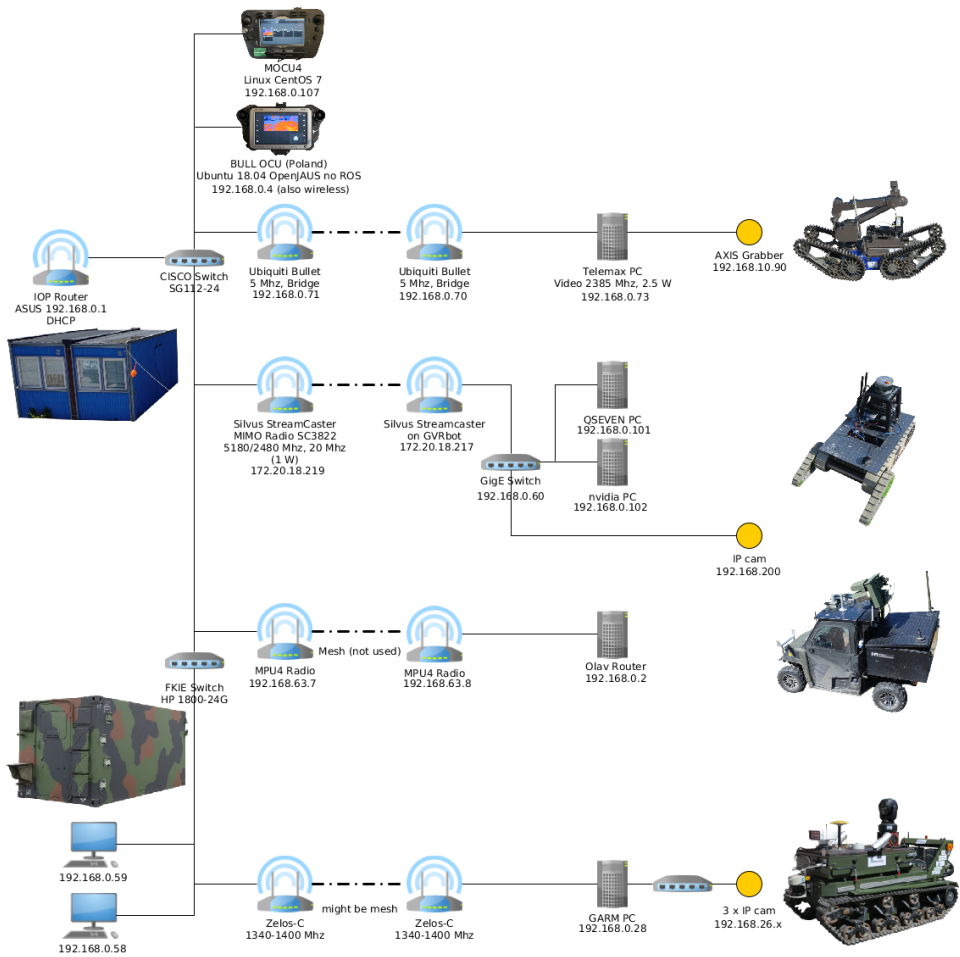 MOCU4
Linux CentOS 7
192.168.0.107
BULL OCU (Poland)
Ubuntu 18.04 OpenJAUS no ROS
192.168.0.4 (also wireless)
IOP Router
ASUS 192.168.0.1
DHCP
CISCO Switch
SG112-24
Ubiquiti Bullet
5 Mhz, Bridge
192.168.0.71
Ubiquiti Bullet
5 Mhz, Bridge
192.168.0.70
Telemax PC
Video 2385 Mhz, 2.5 W
192.168.0.73
AXIS Grabber
192.168.10.90
Silvus StreamCaster
MIMO Radio SC3822
5180/2480 Mhz, 20 Mhz
(1 W)
172.20.18.219
Silvus Streamcaster
on GVRbot
172.20.18.217
GigE Switch
192.168.0.60
QSEVEN PC
192.168.0.101
nvidia PC
192.168.0.102
IP cam
192.168.200
FKIE Switch
HP 1800-24G
MPU4 Radio
192.168.63.7
Mesh (not used)
MPU4 Radio
192.168.63.8
Olav Router
192.168.0.2
192.168.0.59
192.168.0.58
Zelos-C
1340-1400 Mhz
might be mesh
Zelos-C
1340-1400 Mhz
GARM PC
192.168.0.28
3 x IP cam
192.168.26.x